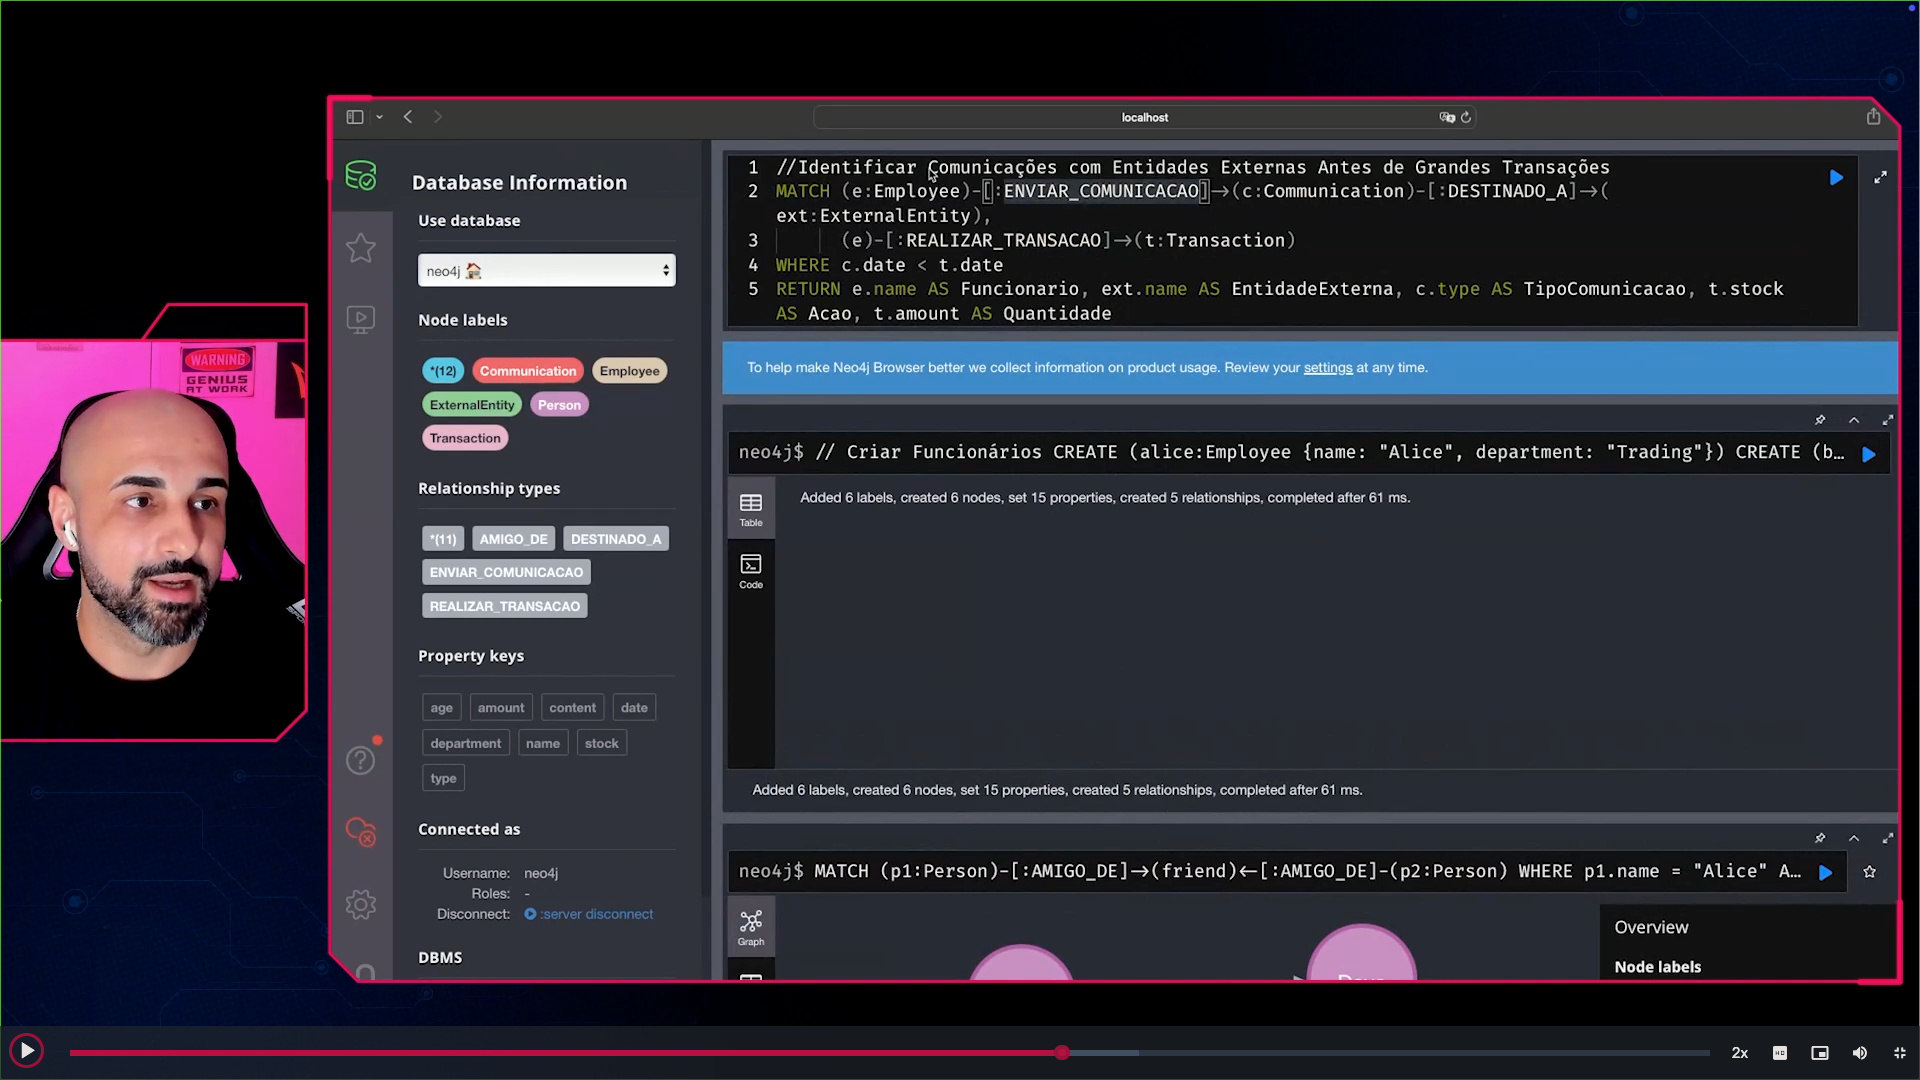 localhost
WARNING
GENIUS
AT WORK
Database Information
Use database
neo4j
Node labels
*(12) Communication Employee
ExternalEntity Person
Transaction
Relationship types
*(11) AMIGO_DE DESTINADO_A
ENVIAR_COMUNICACAO
REALIZAR_TRANSACAO
Property keys
age amount content date
department name stock
type
Connected as
Username: neo4j
Roles: -
Disconnect: :server disconnect
DBMS
1 //Identificar Comunicações com Entidades Externas Antes de Grandes Transações
2 MATCH (e:Employee)-[:ENVIAR_COMUNICACAO]->(c:Communication)-[:DESTINADO_A]->(
ext:ExternalEntity),
3 (e)-[:REALIZAR_TRANSACAO]->(t:Transaction)
4 WHERE c.date < t.date
5 RETURN e.name AS Funcionario, ext.name AS EntidadeExterna, c.type AS TipoComunicacao, t.stock
AS Acao, t.amount AS Quantidade
To help make Neo4j Browser better we collect information on product usage. Review your settings at any time.
neo4j$ // Criar Funcionários CREATE (alice:Employee {name: "Alice", department: "Trading"}) CREATE (b…
Table
Code
Added 6 labels, created 6 nodes, set 15 properties, created 5 relationships, completed after 61 ms.
Added 6 labels, created 6 nodes, set 15 properties, created 5 relationships, completed after 61 ms.
neo4j$ MATCH (p1:Person)-[:AMIGO_DE]->(friend)<-[:AMIGO_DE]-(p2:Person) WHERE p1.name = "Alice" A…
Graph
Overview
Node labels
2x